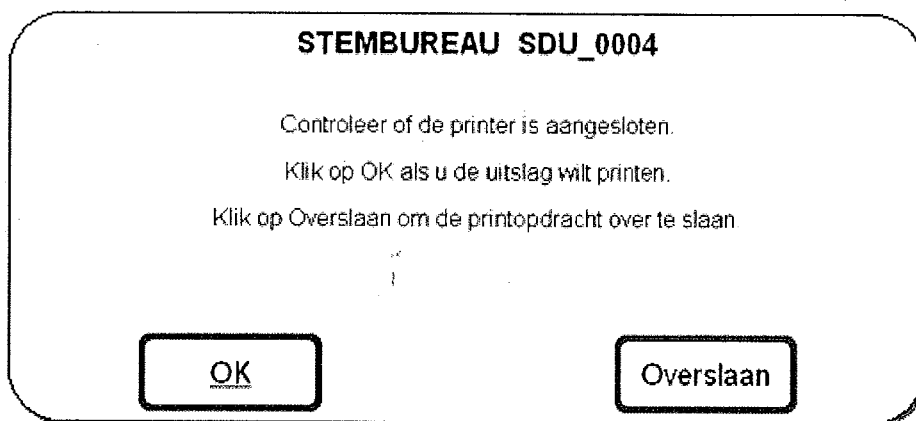 STEMBUREAU SDU_0004
Controleer of de printer is aangesloten.
Klik op OK als u de uitslag wilt printen.
Klik op Overslaan om de printopdracht over te slaan
OK
Overslaan